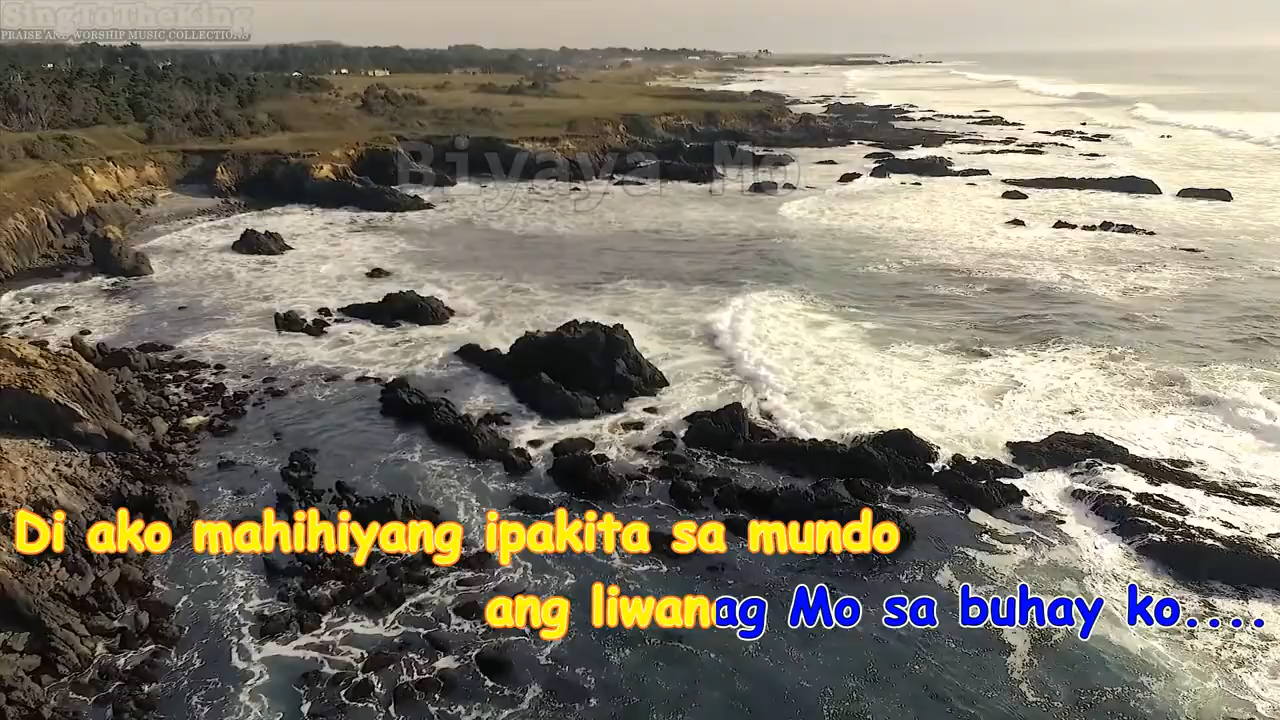 SingToTheKing
PRAISE AND WORSHIP MUSIC COLLECTIONS
Biyaya Mo
Di ako mahihiyang ipakita sa mundo
ang liwanag Mo sa buhay ko....